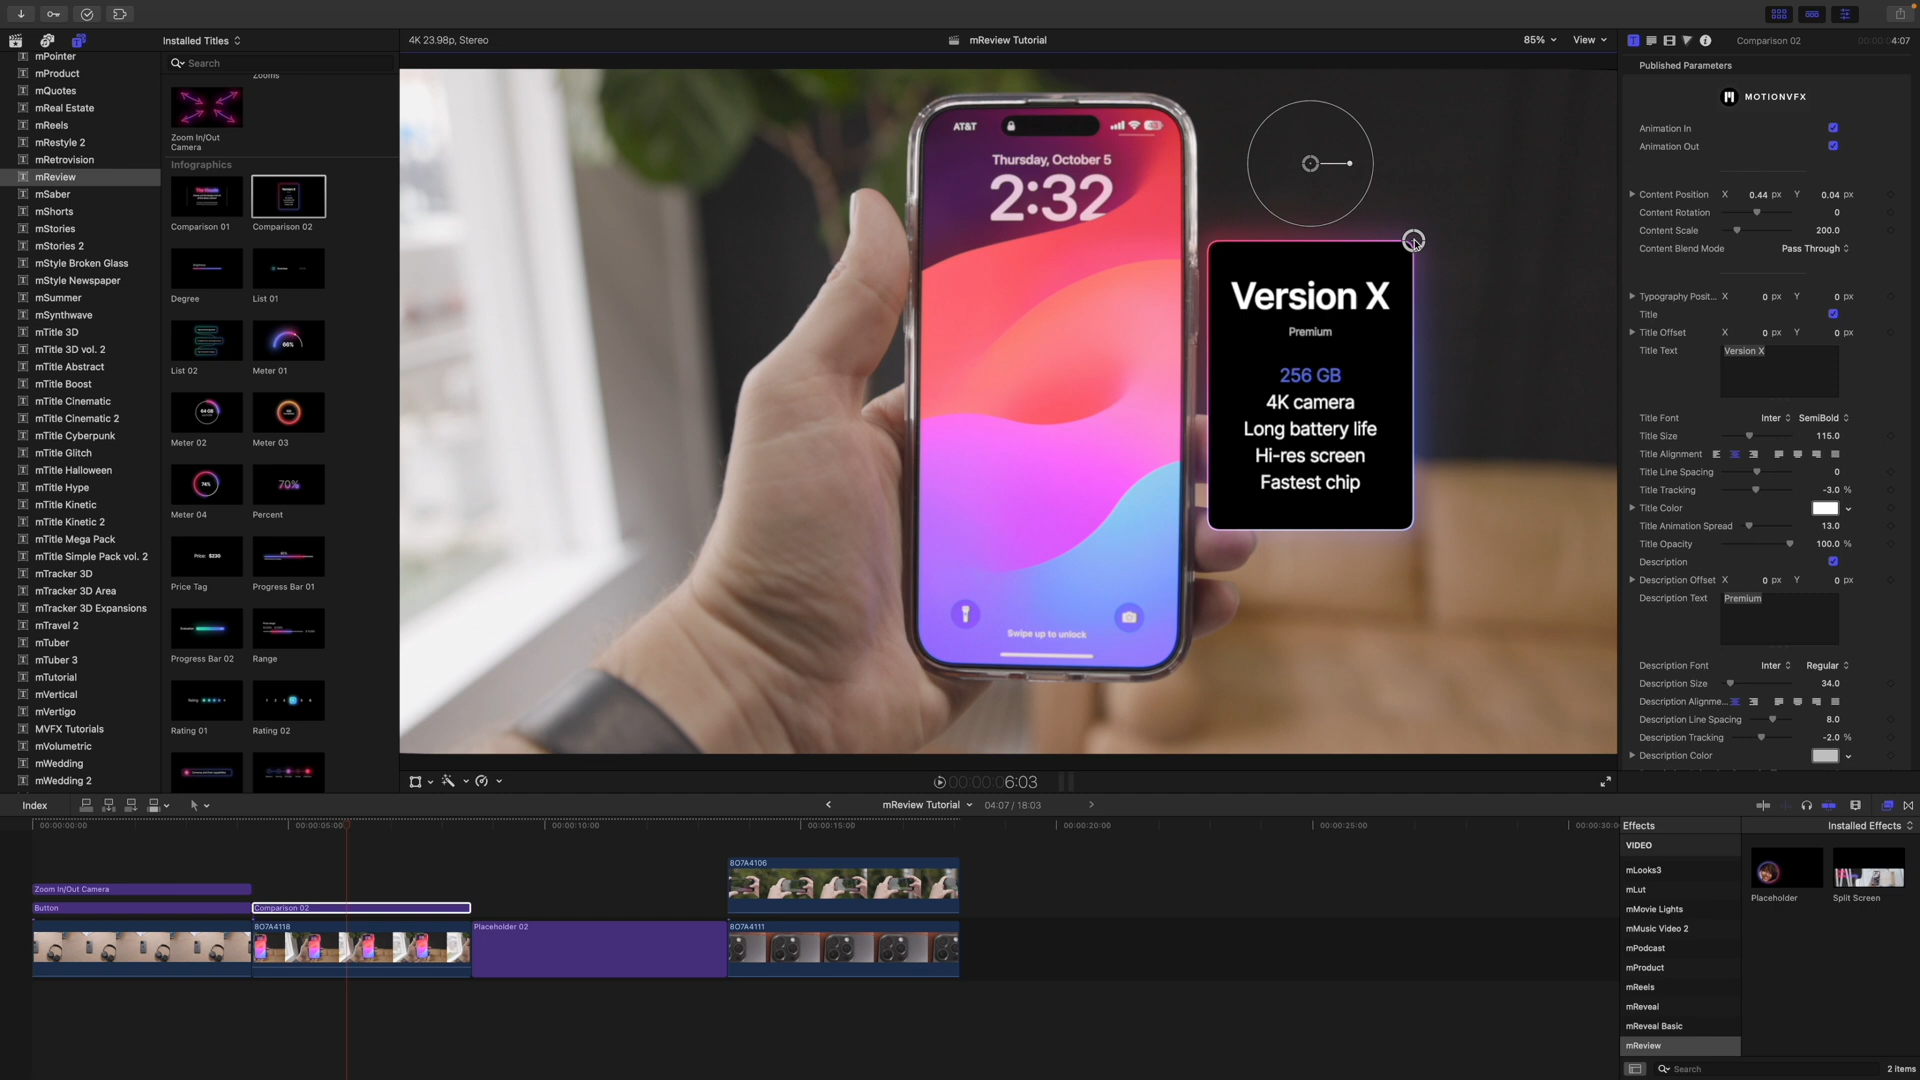 Installed Titles
4K 23.98p, Stereo
mReview Tutorial
85%
View
Comparison 02
4:07
mPointer
mProduct
mQuotes
mReal Estate
mReels
mRestyle 2
mRetrovision
mReview
mSaber
mShorts
mStories
mStories 2
mStyle Broken Glass
mStyle Newspaper
mSummer
mSynthwave
mTitle 3D
mTitle 3D vol. 2
mTitle Abstract
mTitle Boost
mTitle Cinematic
mTitle Cinematic 2
mTitle Cyberpunk
mTitle Glitch
mTitle Halloween
mTitle Hype
mTitle Kinetic
mTitle Kinetic 2
mTitle Mega Pack
mTitle Simple Pack vol. 2
mTracker 3D
mTracker 3D Area
mTracker 3D Expansions
mTravel 2
mTuber
mTuber 3
mTutorial
mVertical
mVertigo
MVFX Tutorials
mVolumetric
mWedding
mWedding 2
Search
Zooms
Zoom In/Out
Camera
Infographics
Comparison 01
Comparison 02
Degree
List 01
List 02
66%
Meter 01
64 GB
Meter 02
Meter 03
74%
Meter 04
70%
Percent
Price: $230
Price Tag
Progress Bar 01
Progress Bar 02
Range
Rating 01
Rating 02
AT&T
Thursday, October 5
2:32
Swipe up to unlock
Version X
Premium
256 GB
4K camera
Long battery life
Hi-res screen
Fastest chip
00:00:00:06:03
Published Parameters
MOTIONVFX
Animation In
Animation Out
Content Position X 0.44 px Y 0.04 px
Content Rotation 0
Content Scale 200.0
Content Blend Mode Pass Through
Typography Posit... X 0 px Y 0 px
Title
Title Offset X 0 px Y 0 px
Title Text Version X
Title Font Inter SemiBold
Title Size 115.0
Title Alignment
Title Line Spacing 0
Title Tracking -3.0 %
Title Color
Title Animation Spread 13.0
Title Opacity 100.0 %
Description
Description Offset X 0 px Y 0 px
Description Text Premium
Description Font Inter Regular
Description Size 34.0
Description Alignme...
Description Line Spacing 8.0
Description Tracking -2.0 %
Description Color
Index
mReview Tutorial
04:07 / 18:03
00:00:00:00
00:00:05:00
00:00:10:00
00:00:15:00
00:00:20:00
00:00:25:00
00:00:30:0
Zoom In/Out Camera
Button
Comparison 02
8O7A4118
Placeholder 02
8O7A4106
8O7A4111
Effects
Installed Effects
VIDEO
mLooks3
mLut
mMovie Lights
mMusic Video 2
mPodcast
mProduct
mReels
mReveal
mReveal Basic
mReview
Placeholder
Split Screen
Search
2 items